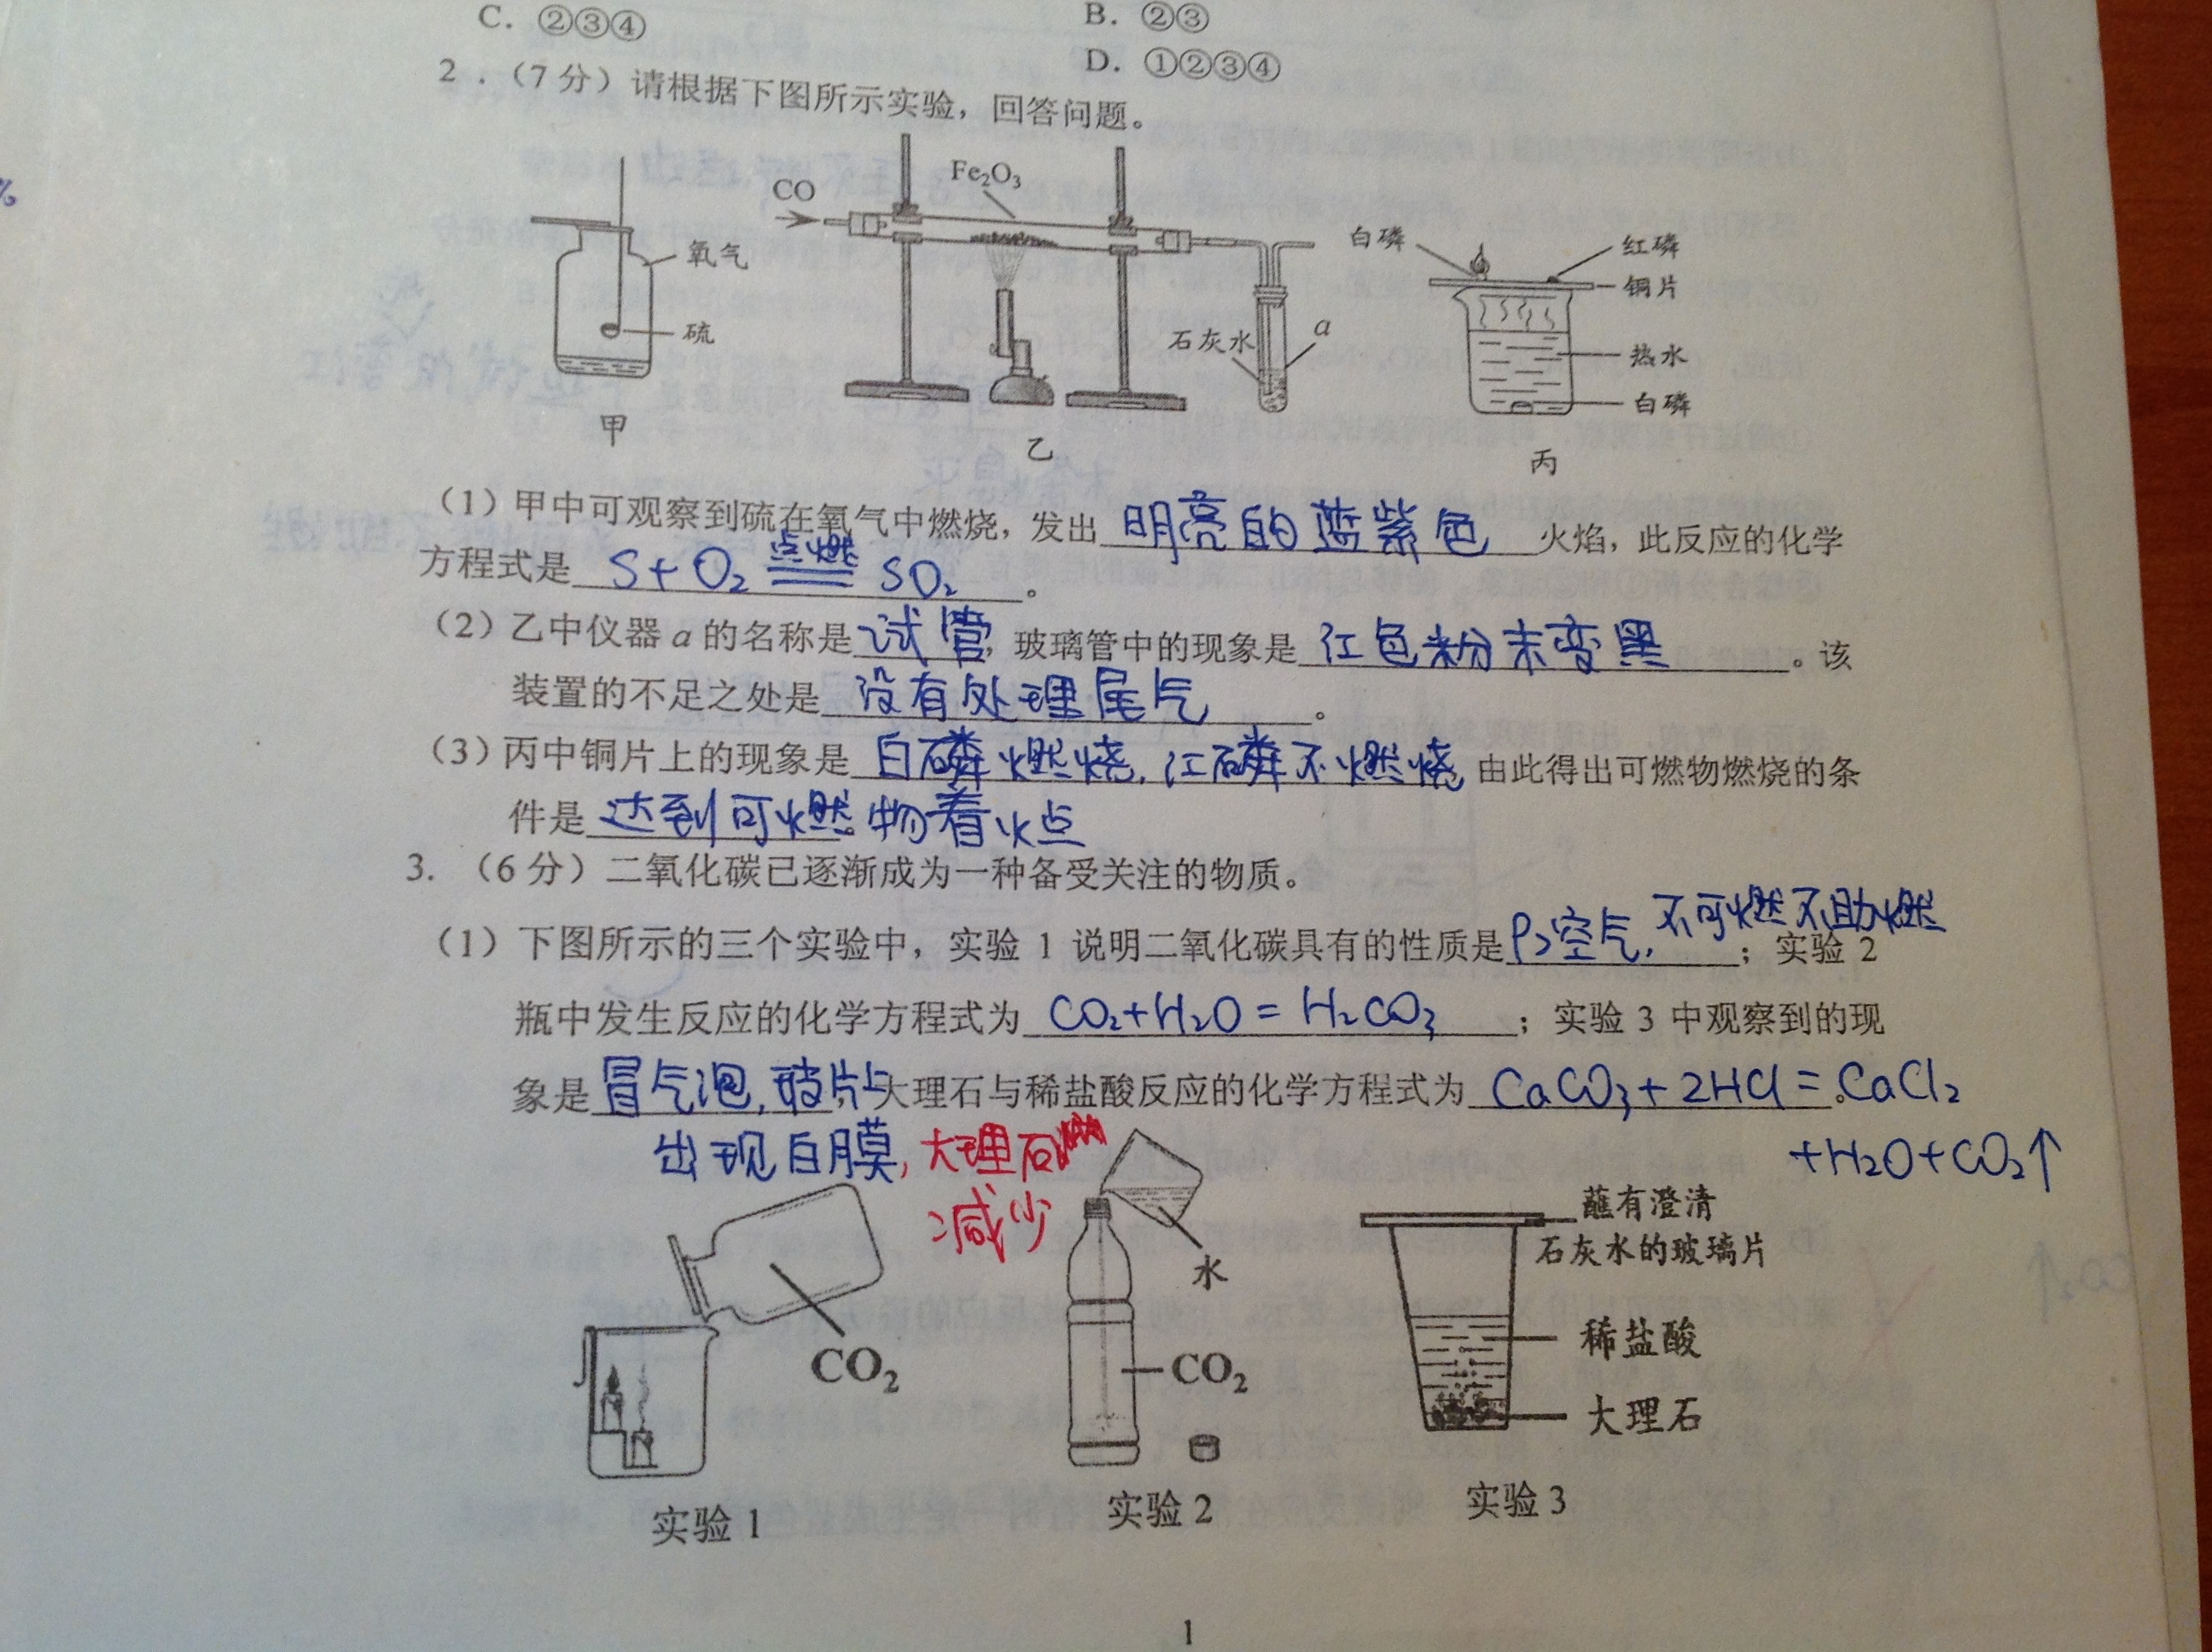 C. ②③④
B. ②③
D. ①②③④
2.(7分)请根据下图所示实验,回答问题。
%
CO
Fe₂O₃
氧气
硫
石灰水
a
白磷
红磷
铜片
热水
白磷
甲
乙
丙
(1)甲中可观察到硫在氧气中燃烧,发出 明亮的蓝紫色 火焰,此反应的化学
方程式是 S+O₂ 点燃 SO₂ 。
(2)乙中仪器 a 的名称是 试管,玻璃管中的现象是 红色粉末变黑 。该
装置的不足之处是 没有处理尾气 。
(3)丙中铜片上的现象是 白磷燃烧,红磷不燃烧 由此得出可燃物燃烧的条
件是 达到可燃物着火点
3.(6分)二氧化碳已逐渐成为一种备受关注的物质。
(1)下图所示的三个实验中,实验 1 说明二氧化碳具有的性质是 ρ>空气,不可燃不助燃 ;实验 2
瓶中发生反应的化学方程式为 CO₂+H₂O = H₂CO₃ ;实验 3 中观察到的现
象是 冒气泡,玻片上 ,大理石与稀盐酸反应的化学方程式为 CaCO₃+2HCl = CaCl₂
出现白膜,大理石
+H₂O+CO₂↑
减少
CO₂
水
CO₂
蘸有澄清
石灰水的玻璃片
稀盐酸
大理石
实验 1
实验 2
实验 3
1